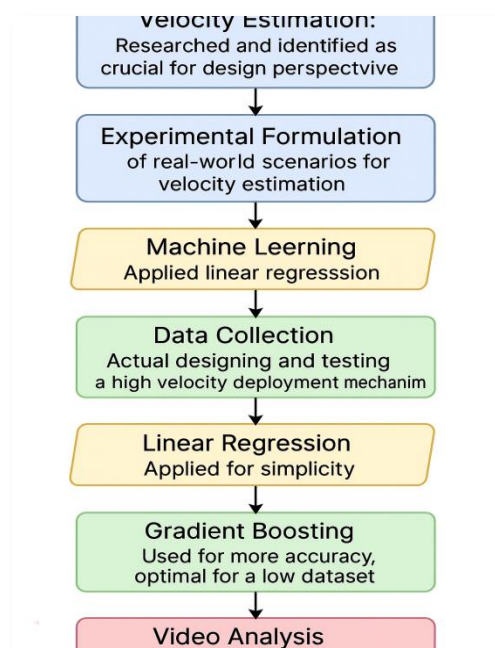 Velocity Estimation:
Researched and identified as
crucial for design perspectvive
Experimental Formulation
of real-world scenarios for
velocity estimation
Machine Leerning
Applied linear regresssion
Data Collection
Actual designing and testing
a high velocity deployment mechanim
Linear Regression
Applied for simplicity
Gradient Boosting
Used for more accuracy,
optimal for a low dataset
Video Analysis